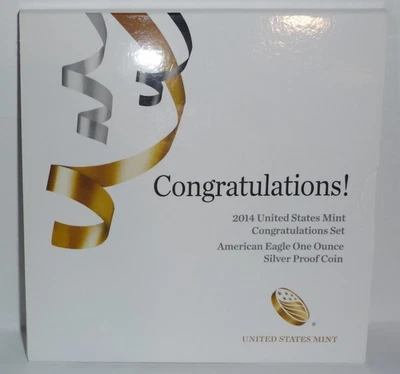 Congratulations!
2014 United States Mint
Congratulations Set
American Eagle One Ounce
Silver Proof Coin
®
UNITED STATES MINT